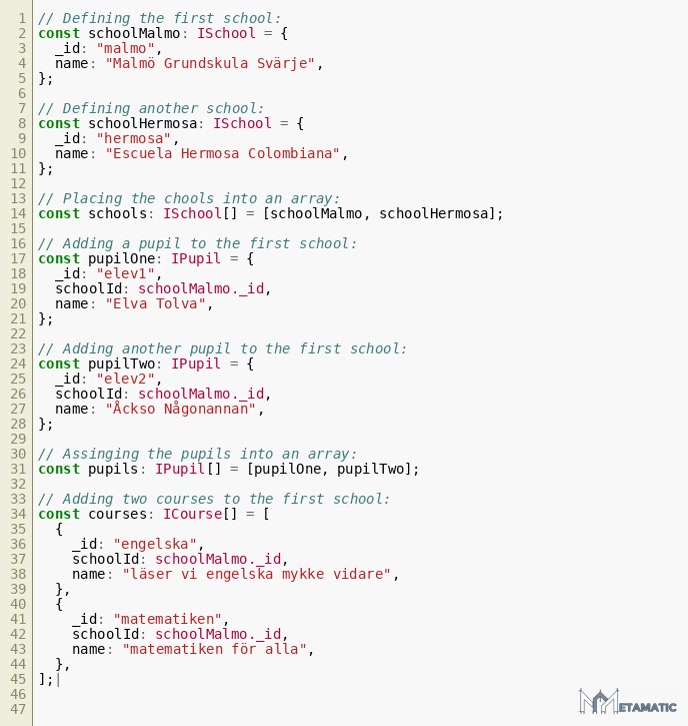 1 // Defining the first school:
2 const schoolMalmo: ISchool = {
3   _id: "malmo",
4   name: "Malmö Grundskula Svärje",
5 };
6
7 // Defining another school:
8 const schoolHermosa: ISchool = {
9   _id: "hermosa",
10   name: "Escuela Hermosa Colombiana",
11 };
12
13 // Placing the chools into an array:
14 const schools: ISchool[] = [schoolMalmo, schoolHermosa];
15
16 // Adding a pupil to the first school:
17 const pupilOne: IPupil = {
18   _id: "elev1",
19   schoolId: schoolMalmo._id,
20   name: "Elva Tolva",
21 };
22
23 // Adding another pupil to the first school:
24 const pupilTwo: IPupil = {
25   _id: "elev2",
26   schoolId: schoolMalmo._id,
27   name: "Åckso Någonannan",
28 };
29
30 // Assinging the pupils into an array:
31 const pupils: IPupil[] = [pupilOne, pupilTwo];
32
33 // Adding two courses to the first school:
34 const courses: ICourse[] = [
35   {
36     _id: "engelska",
37     schoolId: schoolMalmo._id,
38     name: "läser vi engelska mykke vidare",
39   },
40   {
41     _id: "matematiken",
42     schoolId: schoolMalmo._id,
43     name: "matematiken för alla",
44   },
45 ];
46
47
METAMATIC